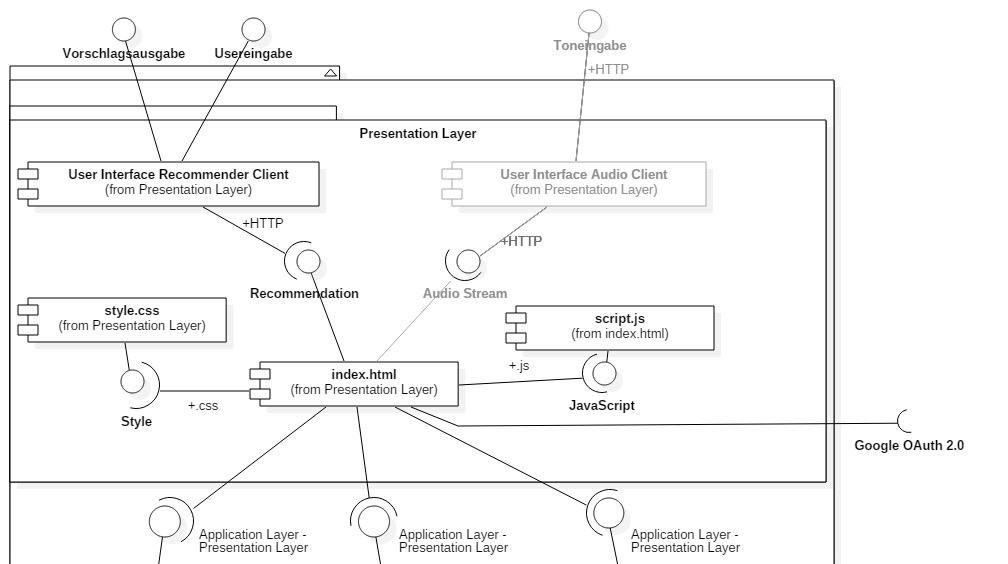 Vorschlagsausgabe
Usereingabe
Toneingabe
+HTTP
Presentation Layer
User Interface Recommender Client
(from Presentation Layer)
User Interface Audio Client
(from Presentation Layer)
+HTTP
+HTTP
Recommendation
Audio Stream
style.css
(from Presentation Layer)
script.js
(from index.html)
+.js
index.html
(from Presentation Layer)
+.css
JavaScript
Style
Google OAuth 2.0
Application Layer -
Presentation Layer
Application Layer -
Presentation Layer
Application Layer -
Presentation Layer